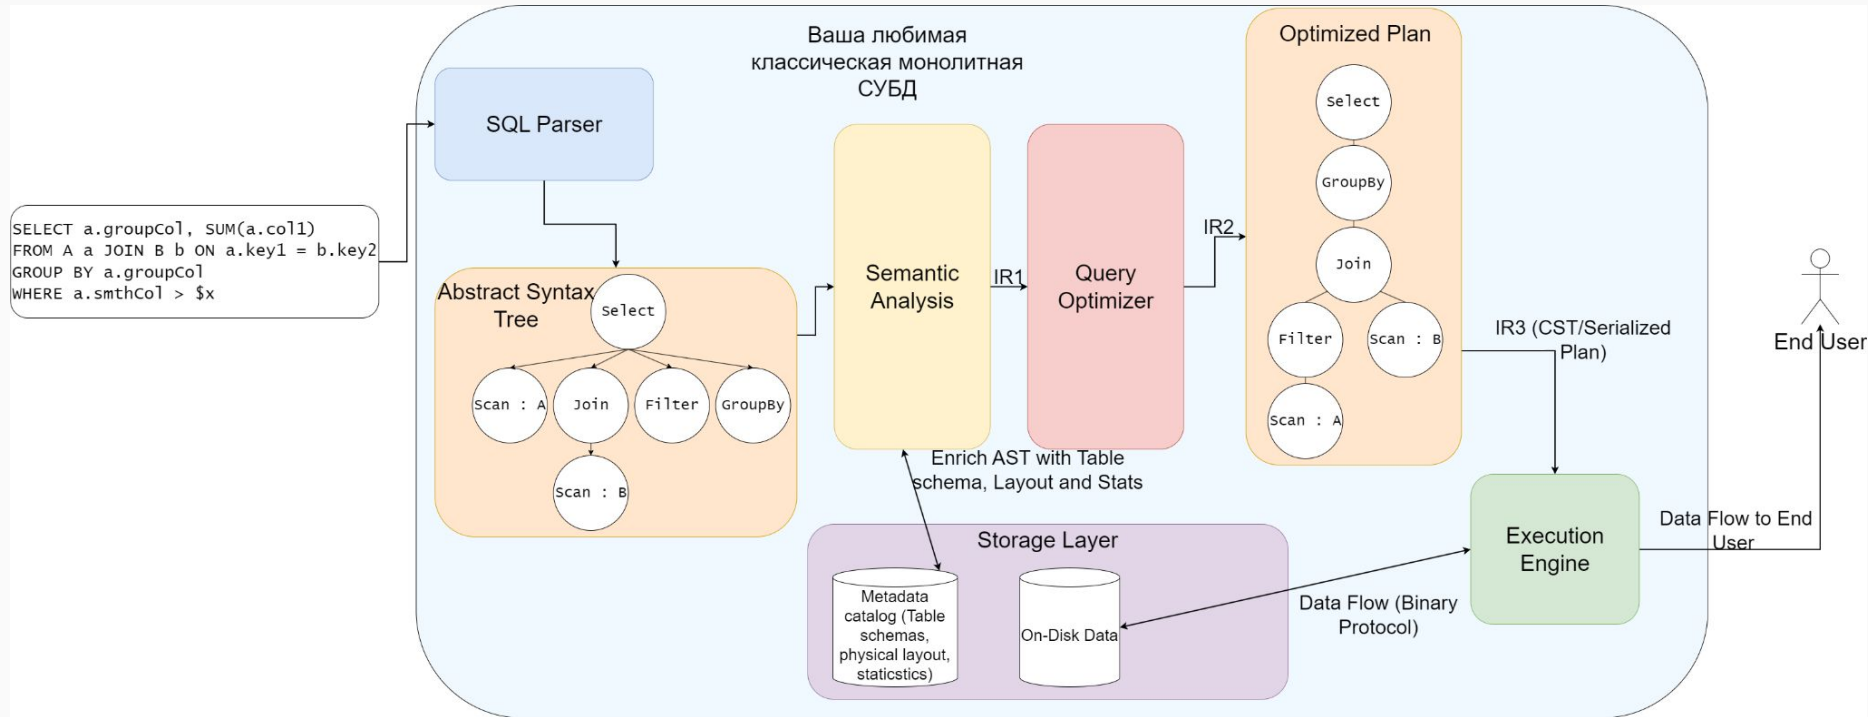 Ваша любимая
классическая монолитная
СУБД
SQL Parser
SELECT a.groupCol, SUM(a.col1)
FROM A a JOIN B b ON a.key1 = b.key2
GROUP BY a.groupCol
WHERE a.smthCol > $x
Abstract Syntax
Tree
Select
Scan : A
Join
Filter
GroupBy
Scan : B
Semantic
Analysis
IR1
Query
Optimizer
IR2
Enrich AST with Table
schema, Layout and Stats
Optimized Plan
Select
GroupBy
Join
Filter
Scan : B
Scan : A
IR3 (CST/Serialized
Plan)
Storage Layer
Metadata
catalog (Table
schemas,
physical layout,
staticstics)
On-Disk Data
Data Flow (Binary
Protocol)
Execution
Engine
Data Flow to End
User
End User